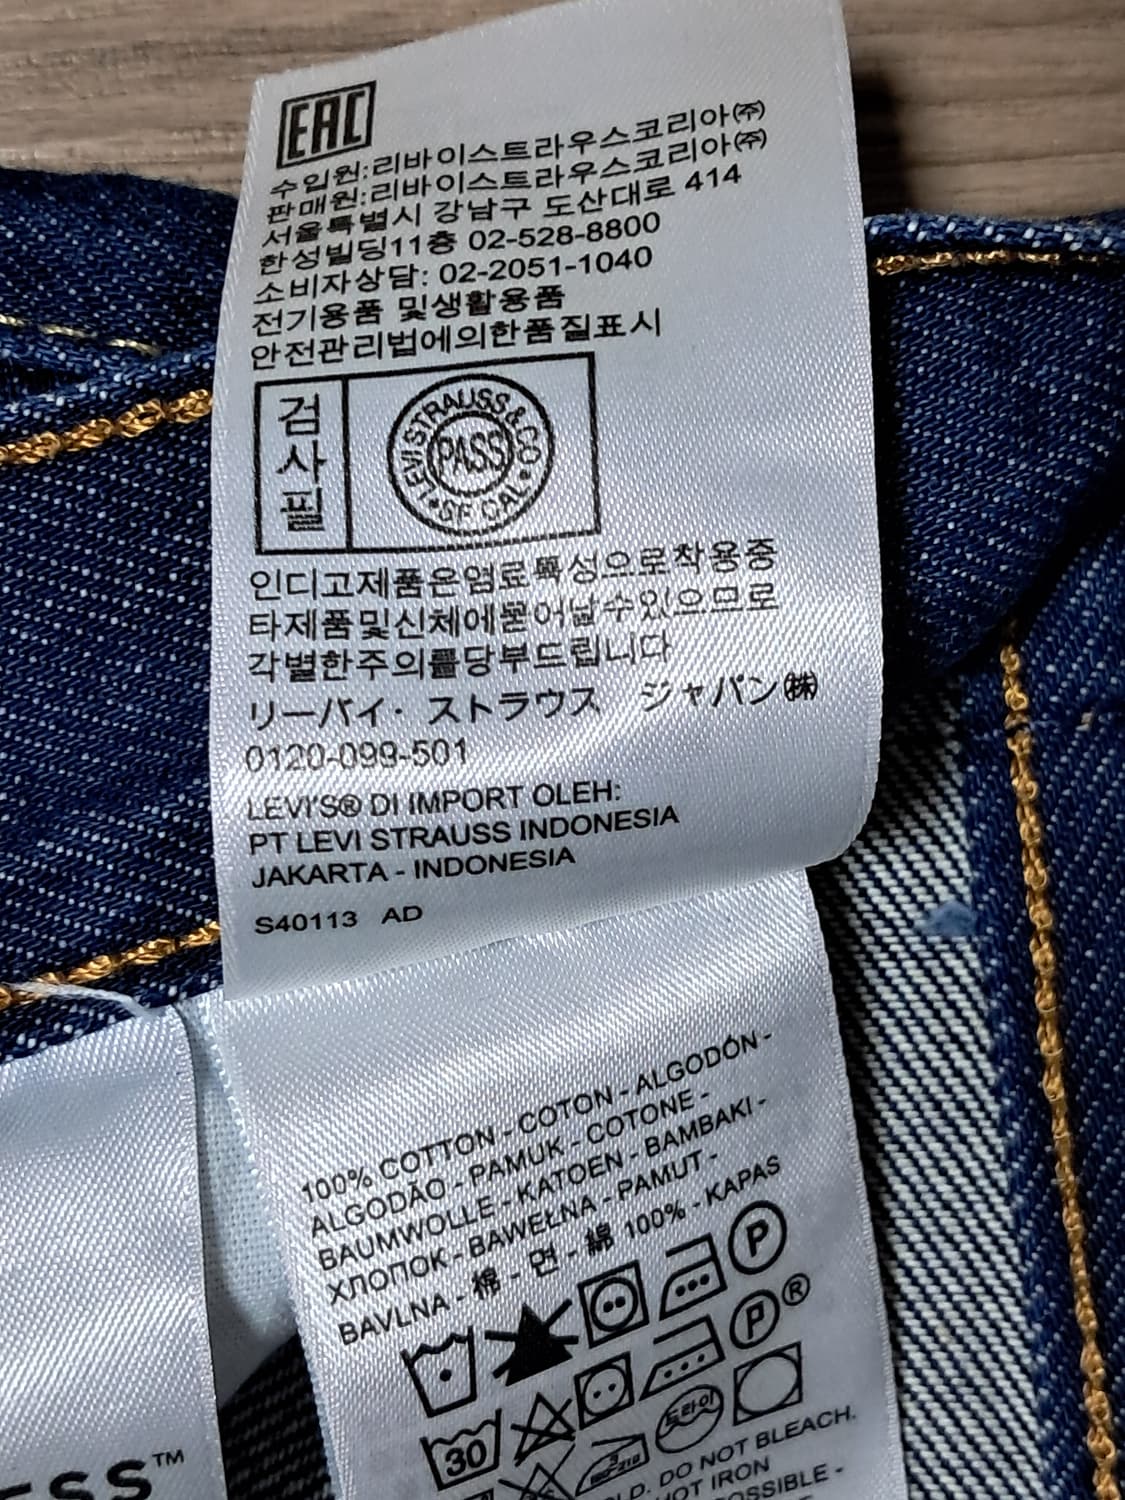 EAC
수입원:리바이스트라우스코리아㈜
판매원:리바이스트라우스코리아㈜
서울특별시 강남구 도산대로 414
한성빌딩11층 02-528-8800
소비자상담: 02-2051-1040
전기용품 및생활용품
안전관리법에의한품질표시
검사필
LEVI STRAUSS & CO
PASS
SF CAL
인디고제품은염료특성으로착용중
타제품및신체에묻어날수있으므로
각별한주의를당부드립니다
リーバイ· ストラウス ジャパン㈱
0120-099-501
LEVI'S® DI IMPORT OLEH:
PT LEVI STRAUSS INDONESIA
JAKARTA - INDONESIA
S40113 AD
100% COTTON - COTON - ALGODÓN -
ALGODÃO - PAMUK - COTONE -
BAUMWOLLE - KATOEN - BAMBAKI -
ХЛОПОК - BAWEŁNA - PAMUT -
BAVLNA - 棉 - 면 - 綿 100% - KAPAS
P
P ®
30
드라이
LD. DO NOT BLEACH.
HOT IRON
OSSIBLE -
ESS™